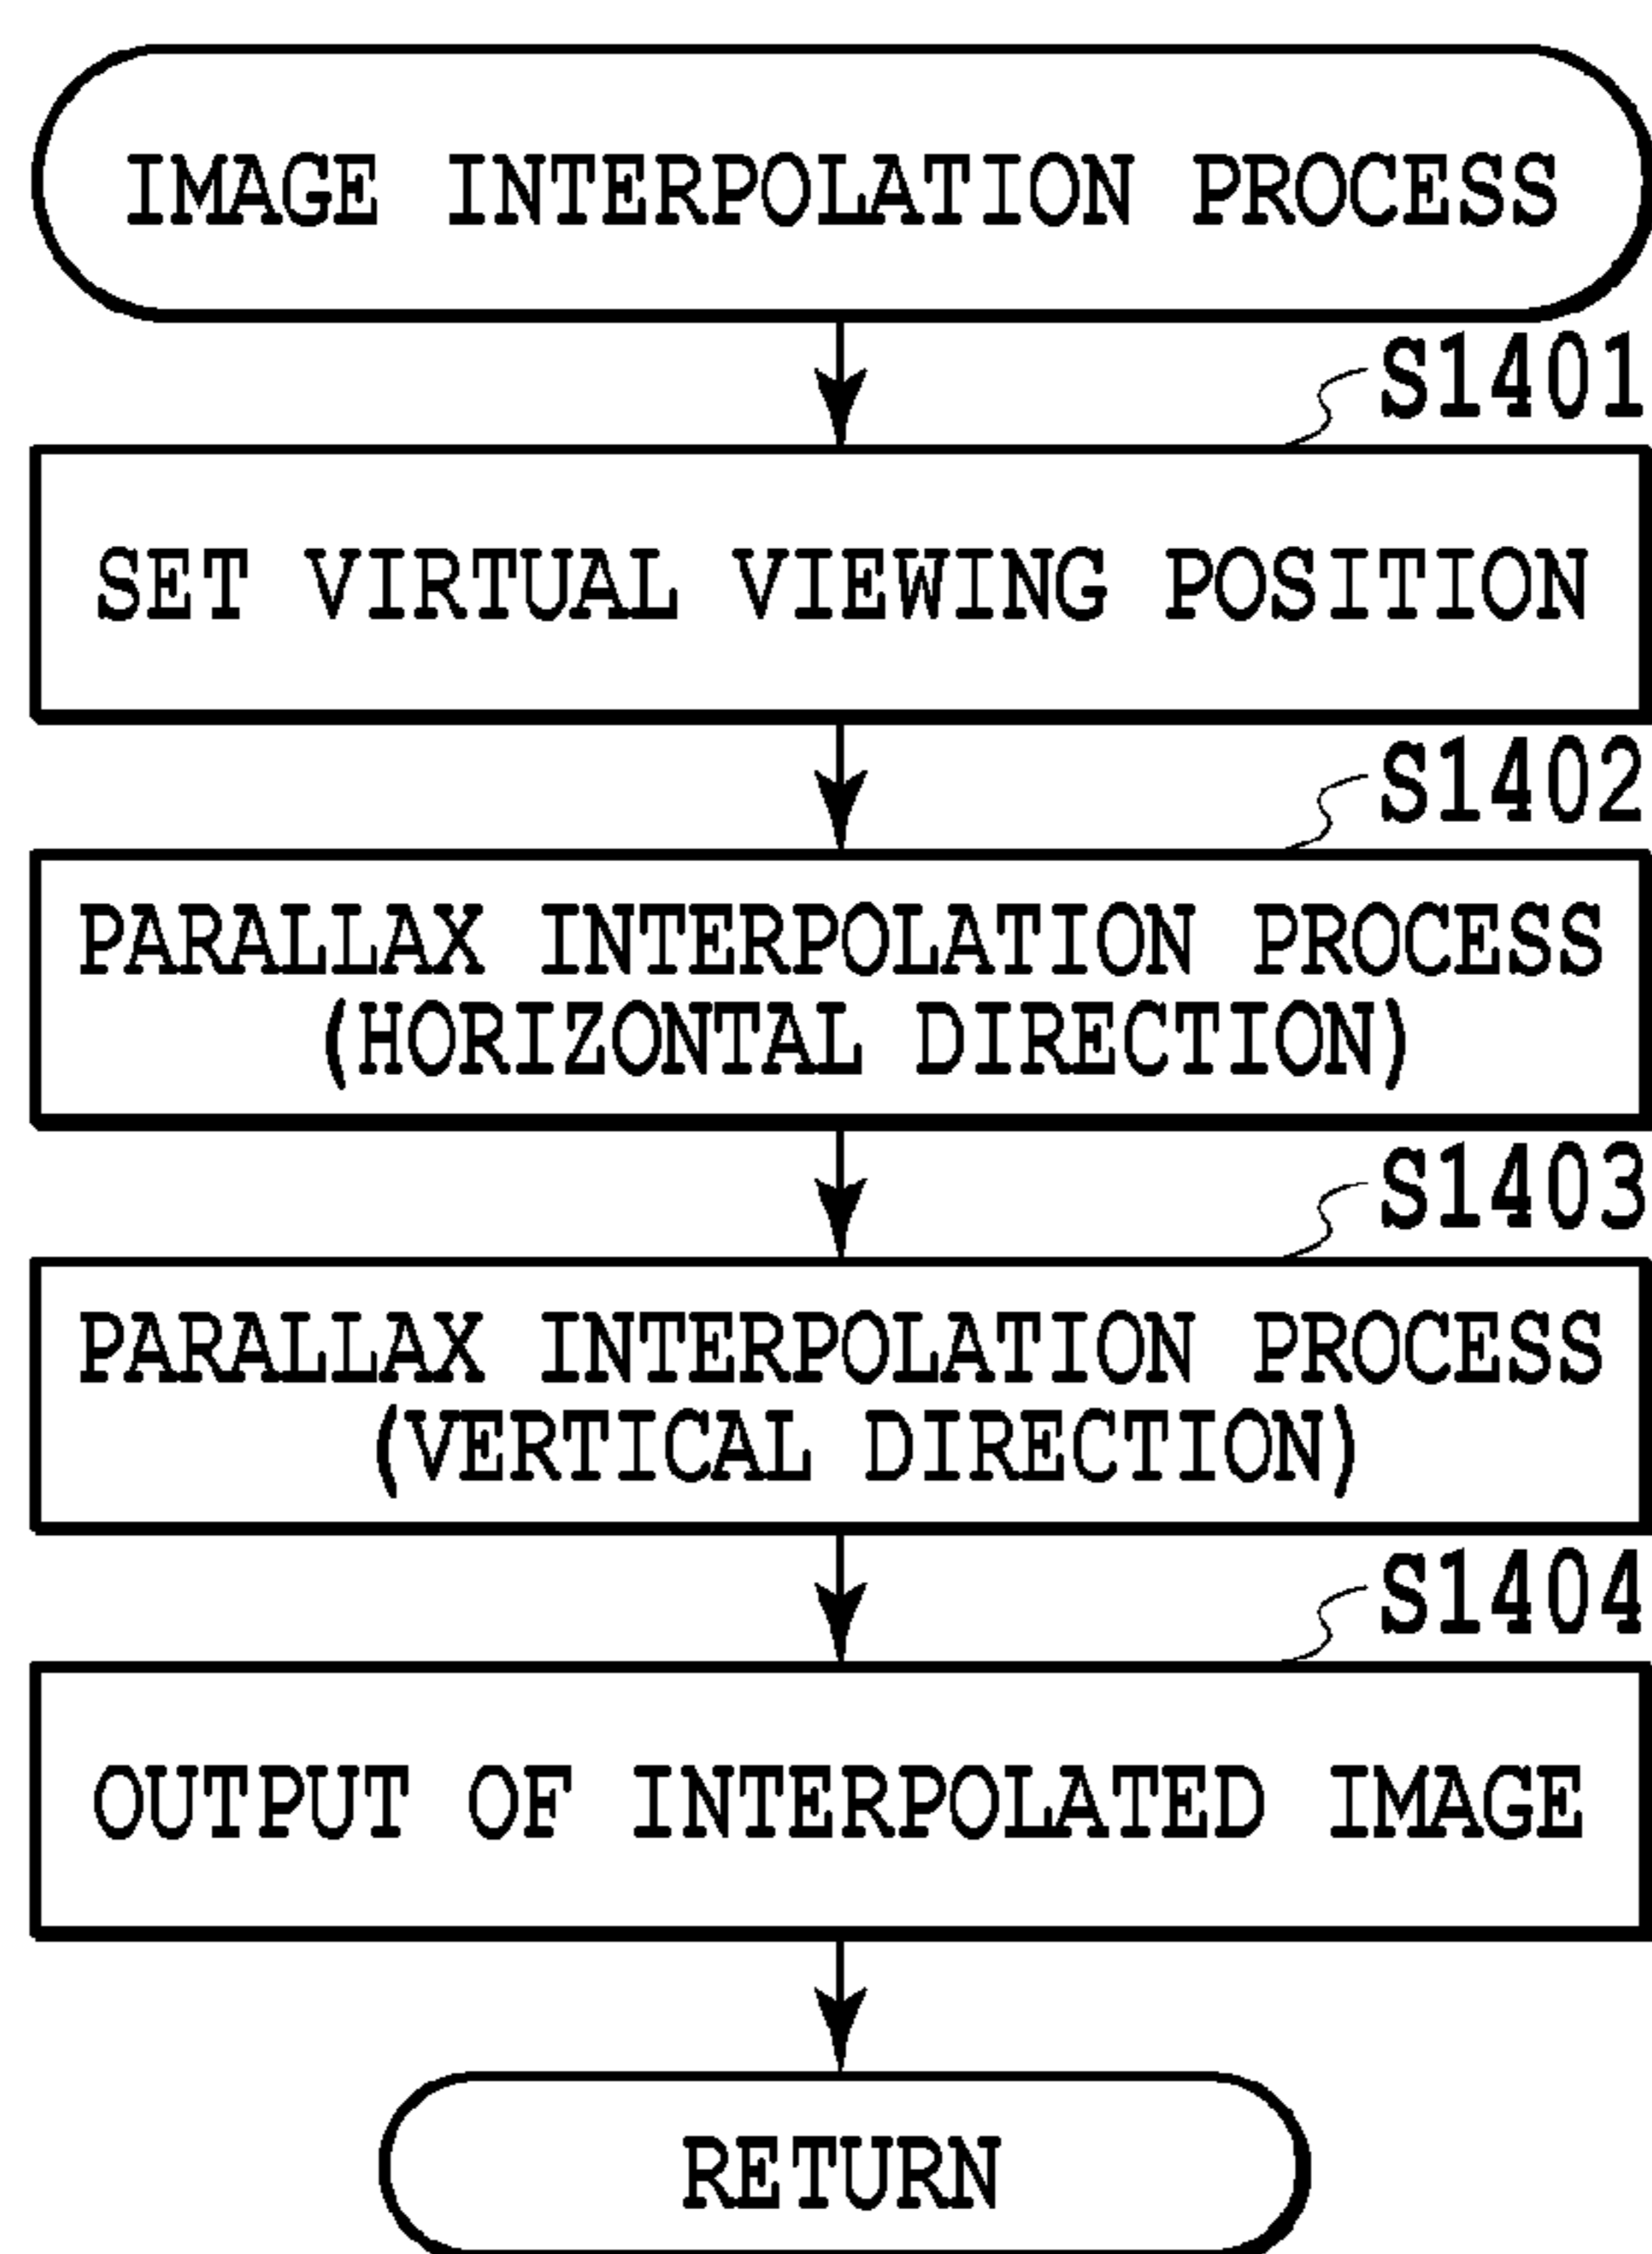 IMAGE INTERPOLATION PROCESS
S1401
SET VIRTUAL VIEWING POSITION
S1402
PARALLAX INTERPOLATION PROCESS
(HORIZONTAL DIRECTION)
S1403
PARALLAX INTERPOLATION PROCESS
(VERTICAL DIRECTION)
S1404
OUTPUT OF INTERPOLATED IMAGE
RETURN